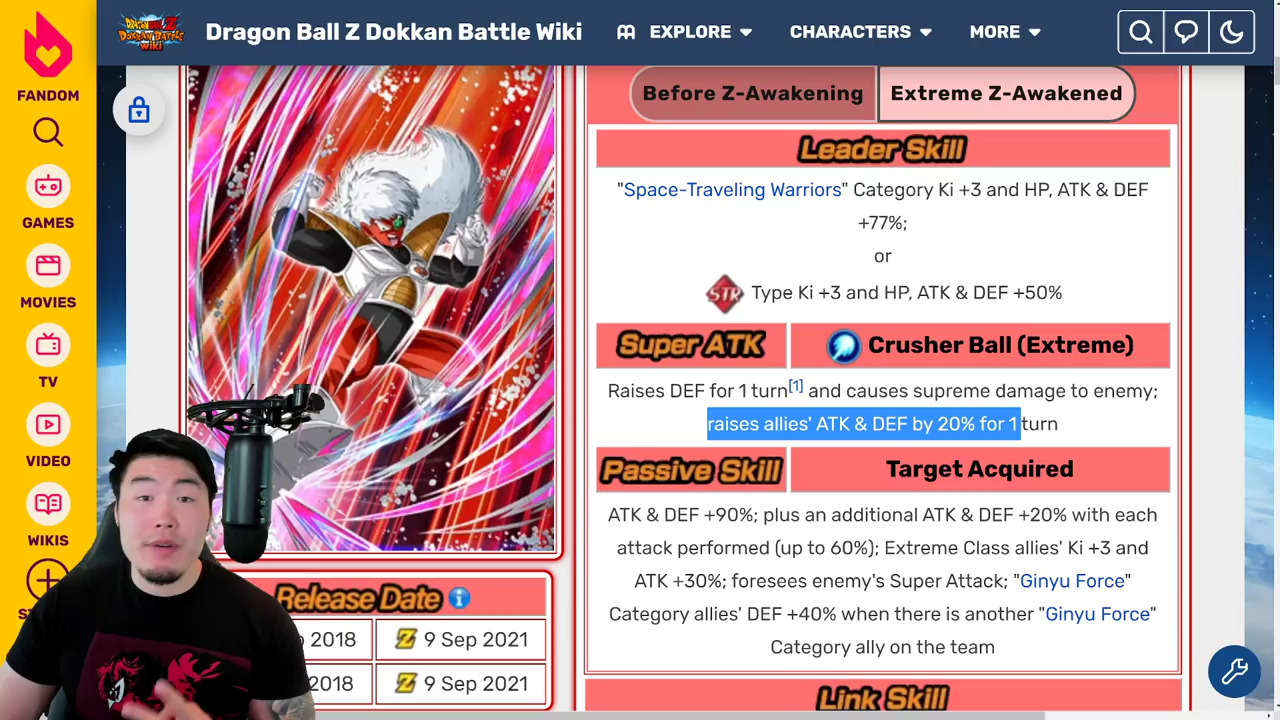 DRAGON BALL Z
DOKKAN BATTLE
WIKI
Dragon Ball Z Dokkan Battle Wiki
EXPLORE
CHARACTERS
MORE
FANDOM
GAMES
MOVIES
TV
VIDEO
WIKIS
Before Z-Awakening
Extreme Z-Awakened
Leader Skill
"Space-Traveling Warriors" Category Ki +3 and HP, ATK & DEF
+77%;
or
STR Type Ki +3 and HP, ATK & DEF +50%
Super ATK
Crusher Ball (Extreme)
Raises DEF for 1 turn[1] and causes supreme damage to enemy;
raises allies' ATK & DEF by 20% for 1 turn
Passive Skill
Target Acquired
ATK & DEF +90%; plus an additional ATK & DEF +20% with each
attack performed (up to 60%); Extreme Class allies' Ki +3 and
ATK +30%; foresees enemy's Super Attack; "Ginyu Force"
Category allies' DEF +40% when there is another "Ginyu Force"
Category ally on the team
Link Skill
Release Date
2018
Z 9 Sep 2021
2018
Z 9 Sep 2021